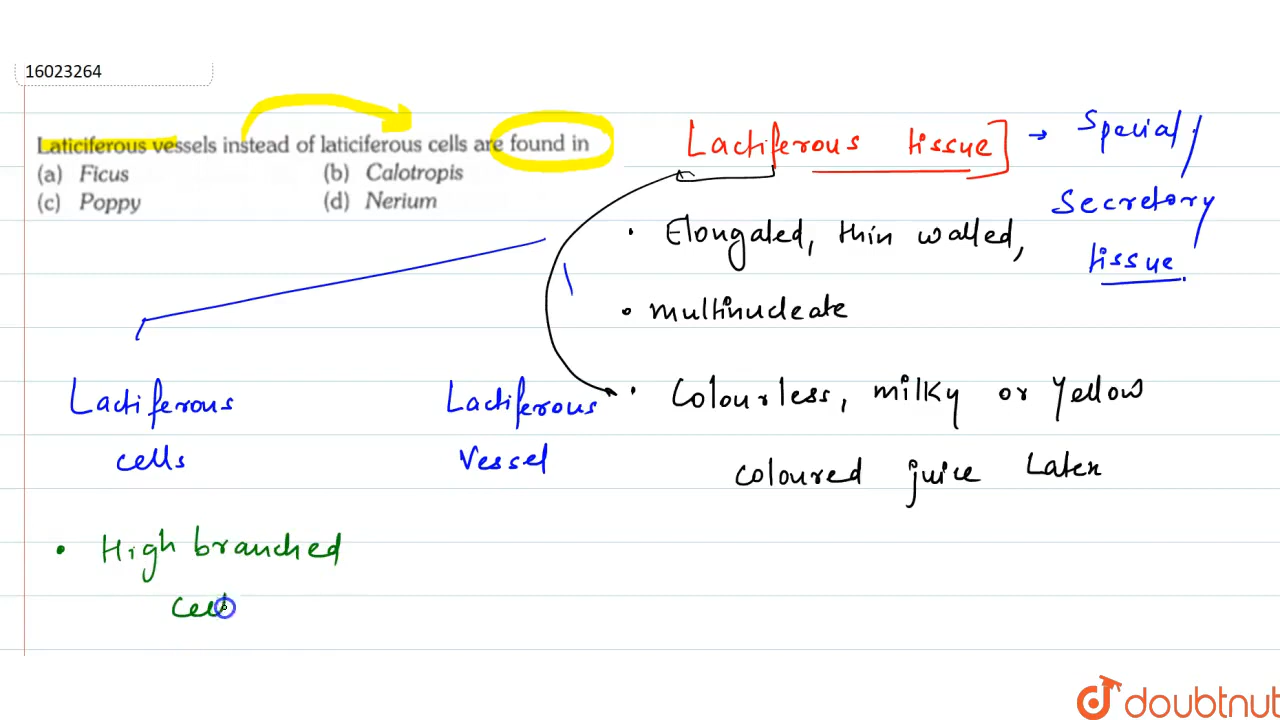 16023264
Laticiferous vessels instead of laticiferous cells are found in
(a) Ficus (b) Calotropis
(c) Poppy (d) Nerium
Lactiferous tissue] → Special
Secretory
tissue
• Elongated, thin walled,
• multinucleate
• Colourless, milky or Yellow
coloured juice Latex
Lactiferous
cells
Lactiferous
Vessel
• High branched
cell
doubtnut